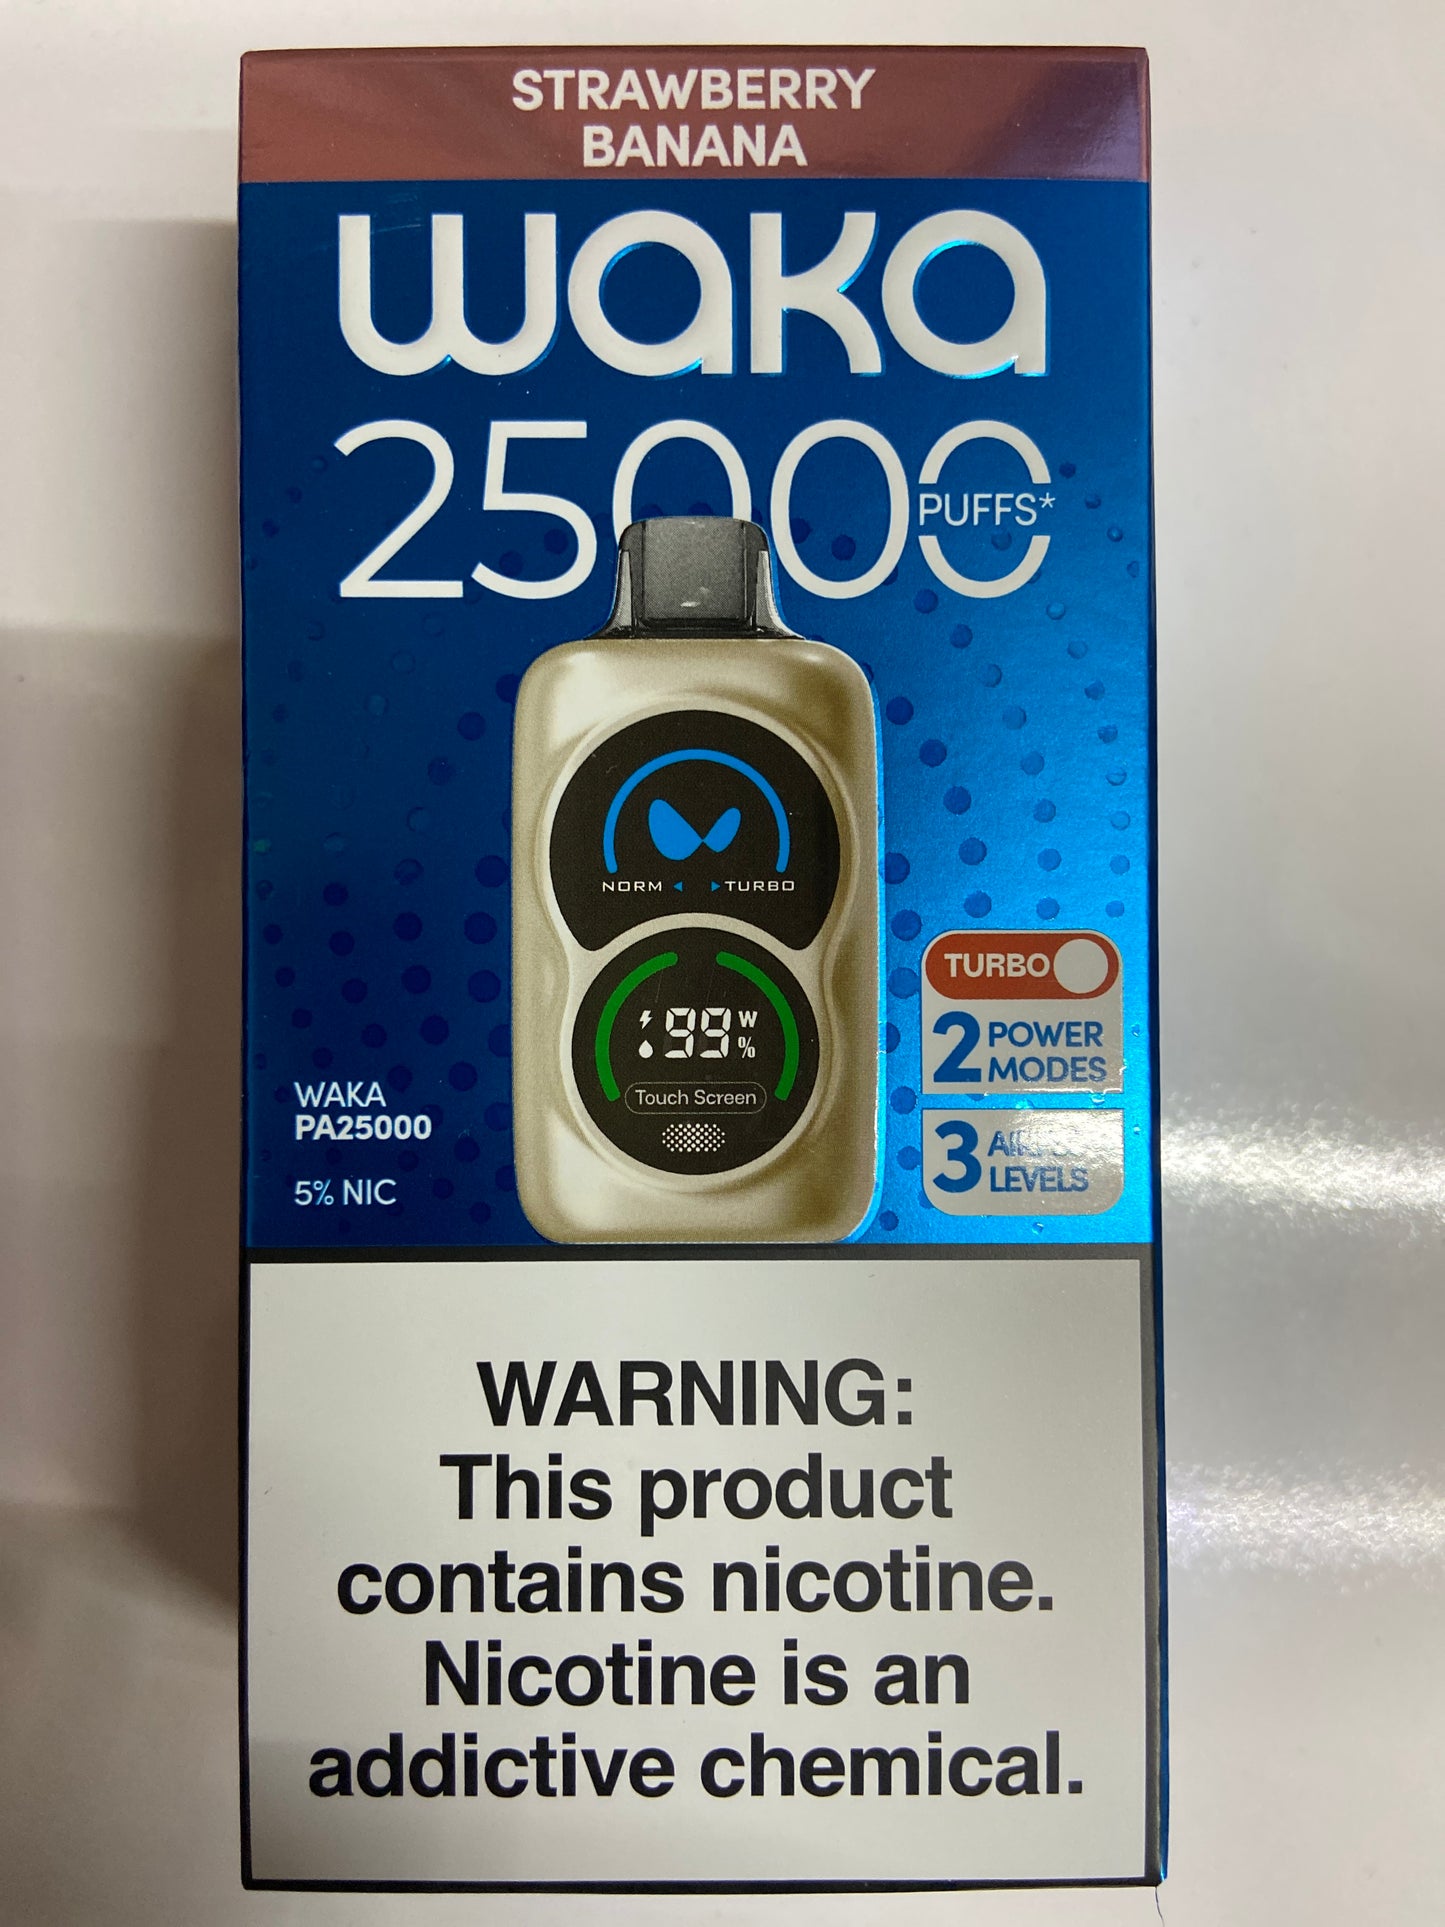 STRAWBERRY
BANANA
waka
25000
PUFFS*
NORM TURBO
99 W
%
Touch Screen
TURBO
2 POWER
MODES
3
LEVELS
WAKA
PA25000
5% NIC
WARNING:
This product
contains nicotine.
Nicotine is an
addictive chemical.